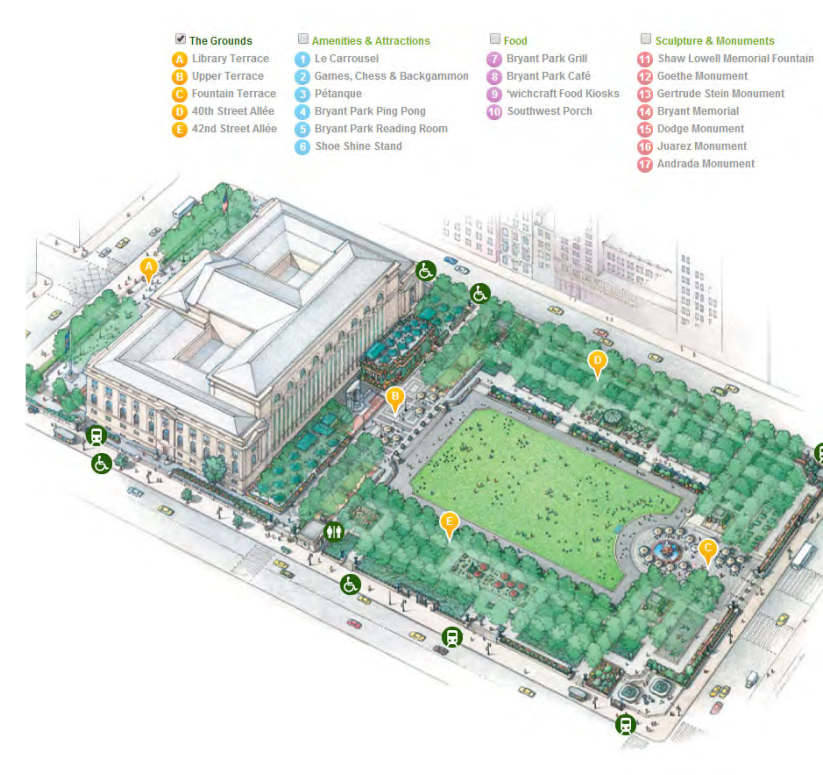 The Grounds
A Library Terrace
B Upper Terrace
C Fountain Terrace
D 40th Street Allée
E 42nd Street Allée
Amenities & Attractions
1 Le Carrousel
2 Games, Chess & Backgammon
3 Pétanque
4 Bryant Park Ping Pong
5 Bryant Park Reading Room
6 Shoe Shine Stand
Food
7 Bryant Park Grill
8 Bryant Park Café
9 'wichcraft Food Kiosks
10 Southwest Porch
Sculpture & Monuments
11 Shaw Lowell Memorial Fountain
12 Goethe Monument
13 Gertrude Stein Monument
14 Bryant Memorial
15 Dodge Monument
16 Juarez Monument
17 Andrada Monument
A
D
B
E
C